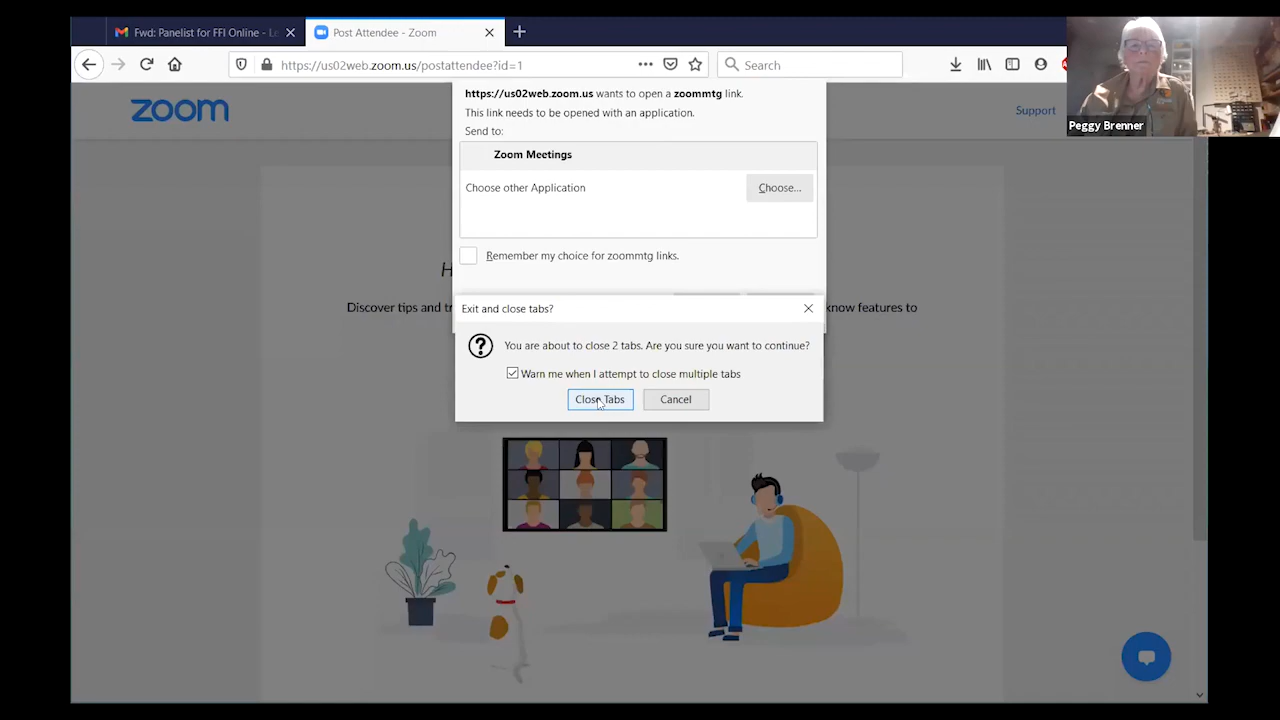 Fwd: Panelist for FFI Online - Le
Post Attendee - Zoom
https://us02web.zoom.us/postattendee?id=1
Search
Peggy Brenner
zoom
Support
https://us02web.zoom.us wants to open a zoommtg link.
This link needs to be opened with an application.
Send to:
Zoom Meetings
Choose other Application
Choose...
Remember my choice for zoommtg links.
H
Discover tips and tr
know features to
Exit and close tabs?
You are about to close 2 tabs. Are you sure you want to continue?
Warn me when I attempt to close multiple tabs
Close Tabs
Cancel